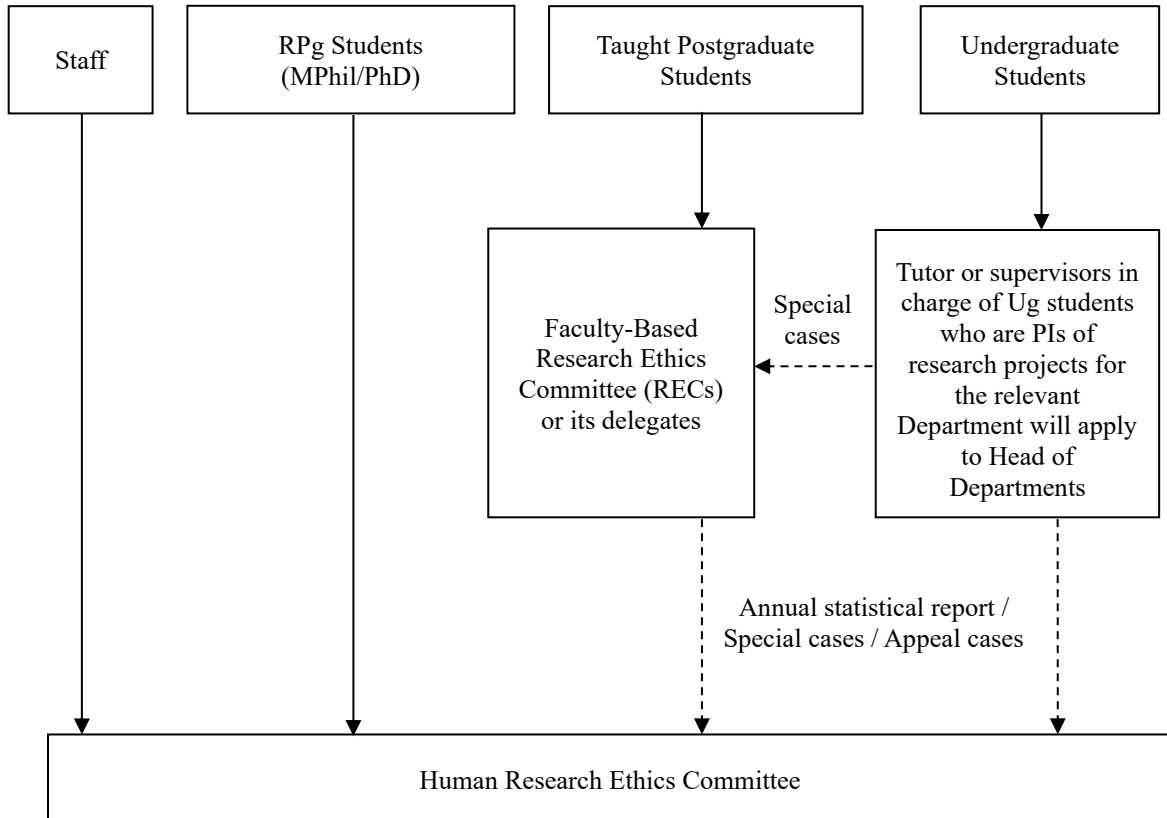 Staff
RPg Students
(MPhil/PhD)
Taught Postgraduate
Students
Undergraduate
Students
Faculty-Based
Research Ethics
Committee (RECs)
or its delegates
Special
cases
Tutor or supervisors in
charge of Ug students
who are PIs of
research projects for
the relevant
Department will apply
to Head of
Departments
Annual statistical report /
Special cases / Appeal cases
Human Research Ethics Committee